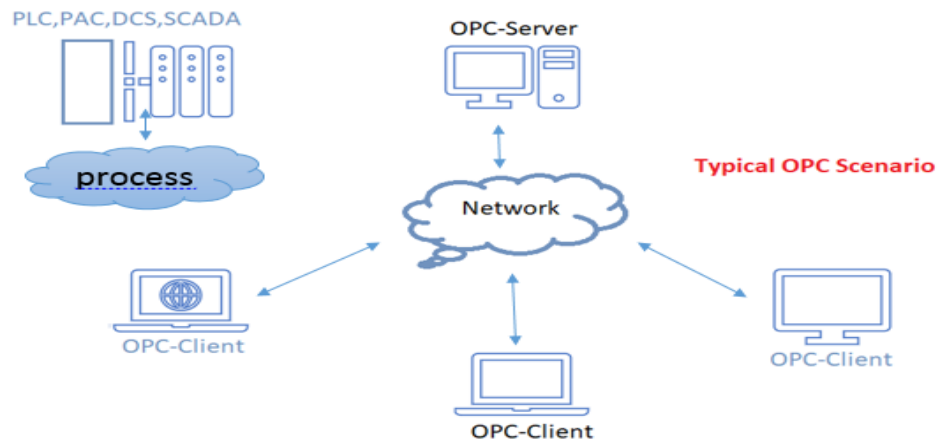 PLC,PAC,DCS,SCADA
OPC-Server
process
Typical OPC Scenario
Network
OPC-Client
OPC-Client
OPC-Client